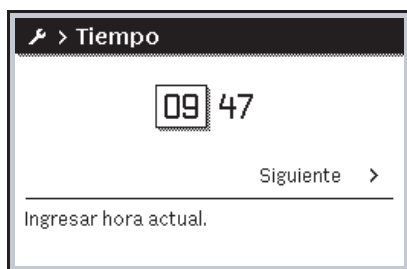 > Tiempo
09 47
Siguiente >
Ingresar hora actual.